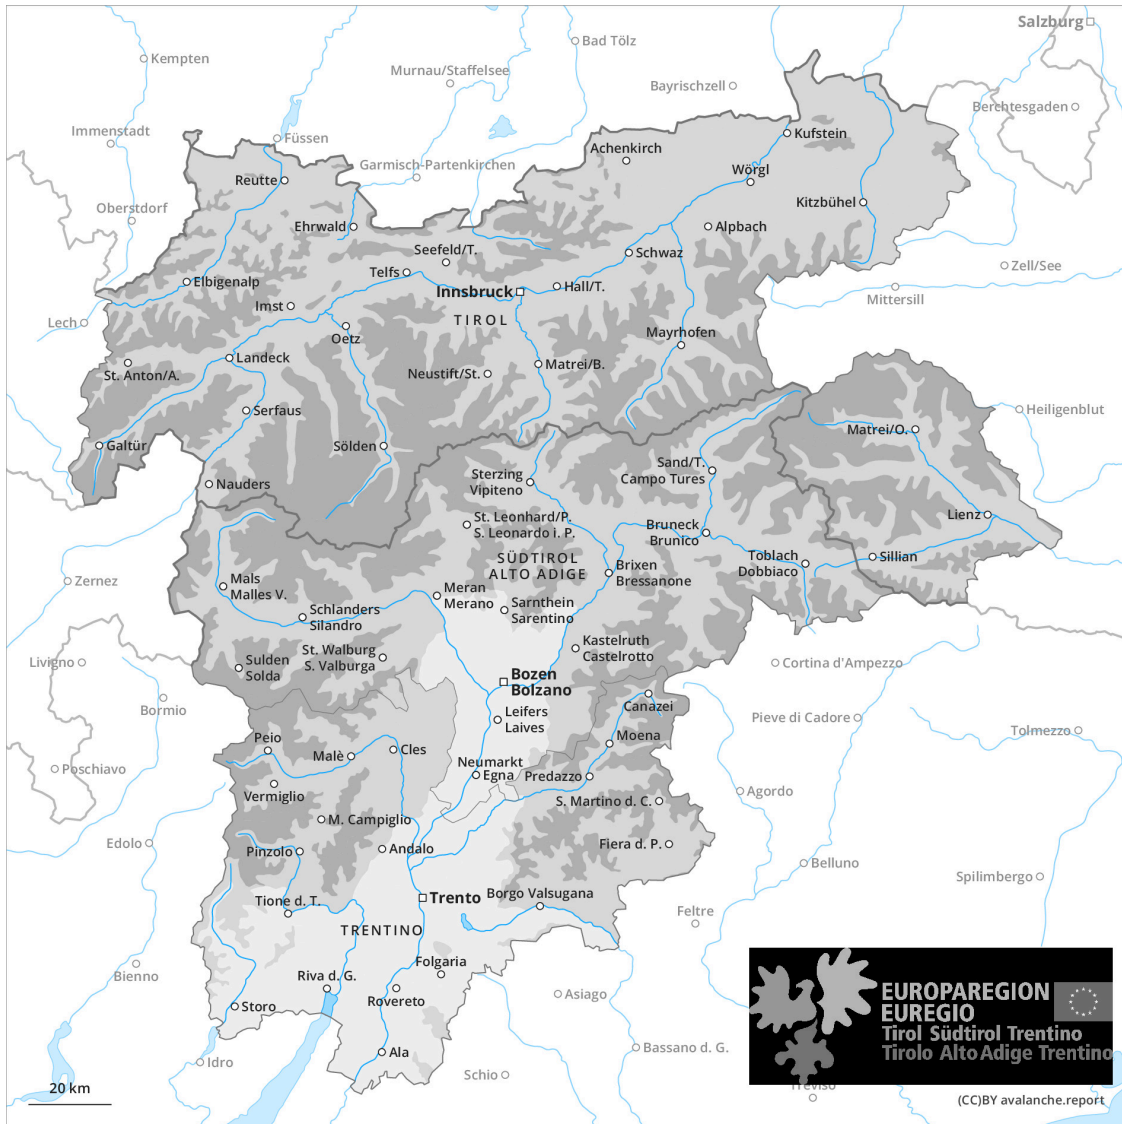 Salzburg
Kempten
Bad Tölz
Murnau/Staffelsee
Bayrischzell
Berchtesgaden
Immenstadt
Füssen
Kufstein
Achenkirch
Garmisch-Partenkirchen
Wörgl
Reutte
Oberstdorf
Kitzbühel
Ehrwald
Alpbach
Seefeld/T.
Schwaz
Zell/See
Telfs
Elbigenalp
Innsbruck
Hall/T.
Mittersill
Imst
TIROL
Lech
Oetz
Mayrhofen
Landeck
Matrei/B.
St. Anton/A.
Neustift/St.
Serfaus
Heiligenblut
Matrei/O.
Galtür
Sölden
Sterzing
Vipiteno
Sand/T.
Campo Tures
Nauders
St. Leonhard/P.
S. Leonardo i. P.
Lienz
Bruneck
Brunico
SÜDTIROL
ALTO ADIGE
Toblach
Dobbiaco
Sillian
Brixen
Bressanone
Zernez
Mals
Malles V.
Meran
Merano
Sarnthein
Sarentino
Schlanders
Silandro
Kastelruth
Castelrotto
St. Walburg
S. Valburga
Livigno
Sulden
Solda
Cortina d'Ampezzo
Bozen
Bolzano
Bormio
Canazei
Leifers
Laives
Pieve di Cadore
Tolmezzo
Peio
Moena
Malè
Cles
Neumarkt
Egna
Poschiavo
Predazzo
Vermiglio
Agordo
S. Martino d. C.
M. Campiglio
Edolo
Pinzolo
Andalo
Fiera d. P.
Belluno
Spilimbergo
Trento
Borgo Valsugana
Tione d. T.
Feltre
TRENTINO
Folgaria
Bienno
Riva d. G.
Rovereto
Asiago
Storo
EUROPAREGION
EUREGIO
Tirol Südtirol Trentino
Tirolo Alto Adige Trentino
Ala
Idro
Bassano d. G.
Schio
Treviso
20 km
(CC)BY avalanche.report